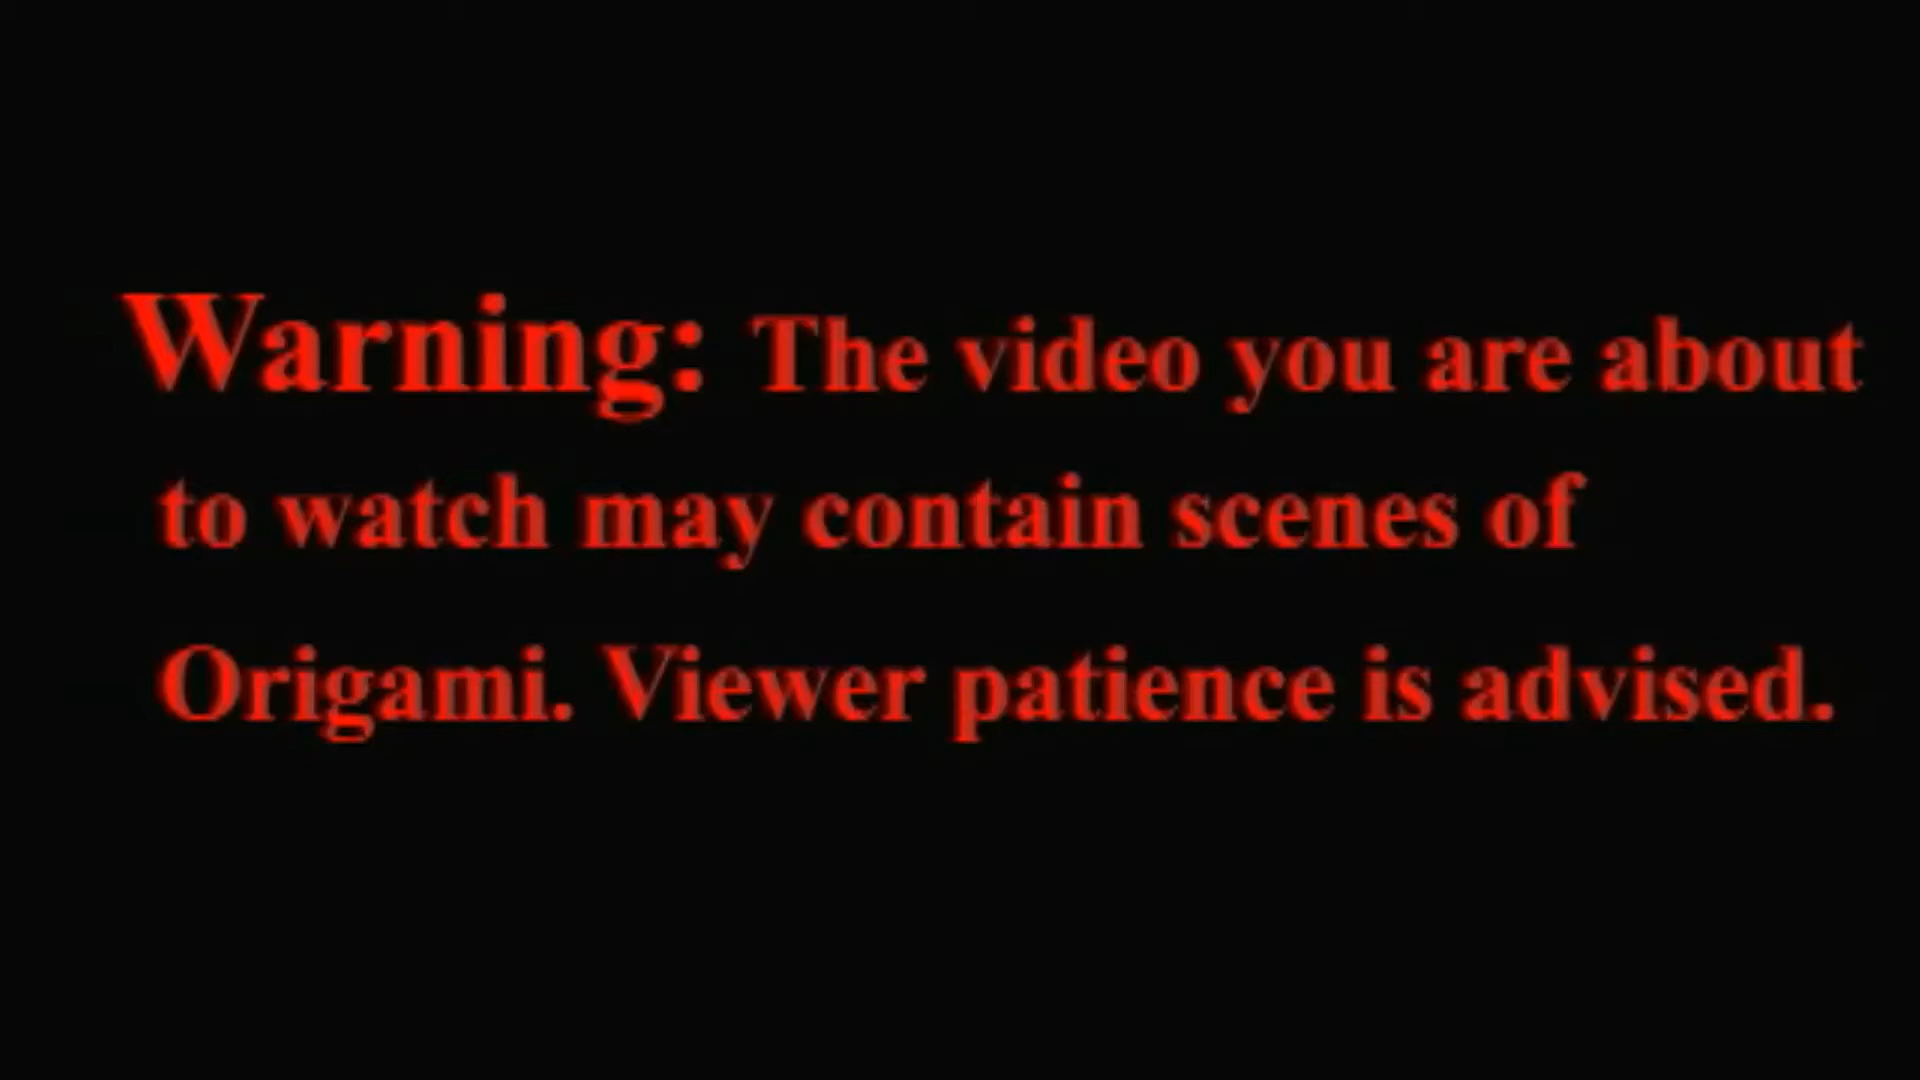 Warning: The video you are about
to watch may contain scenes of
Origami. Viewer patience is advised.